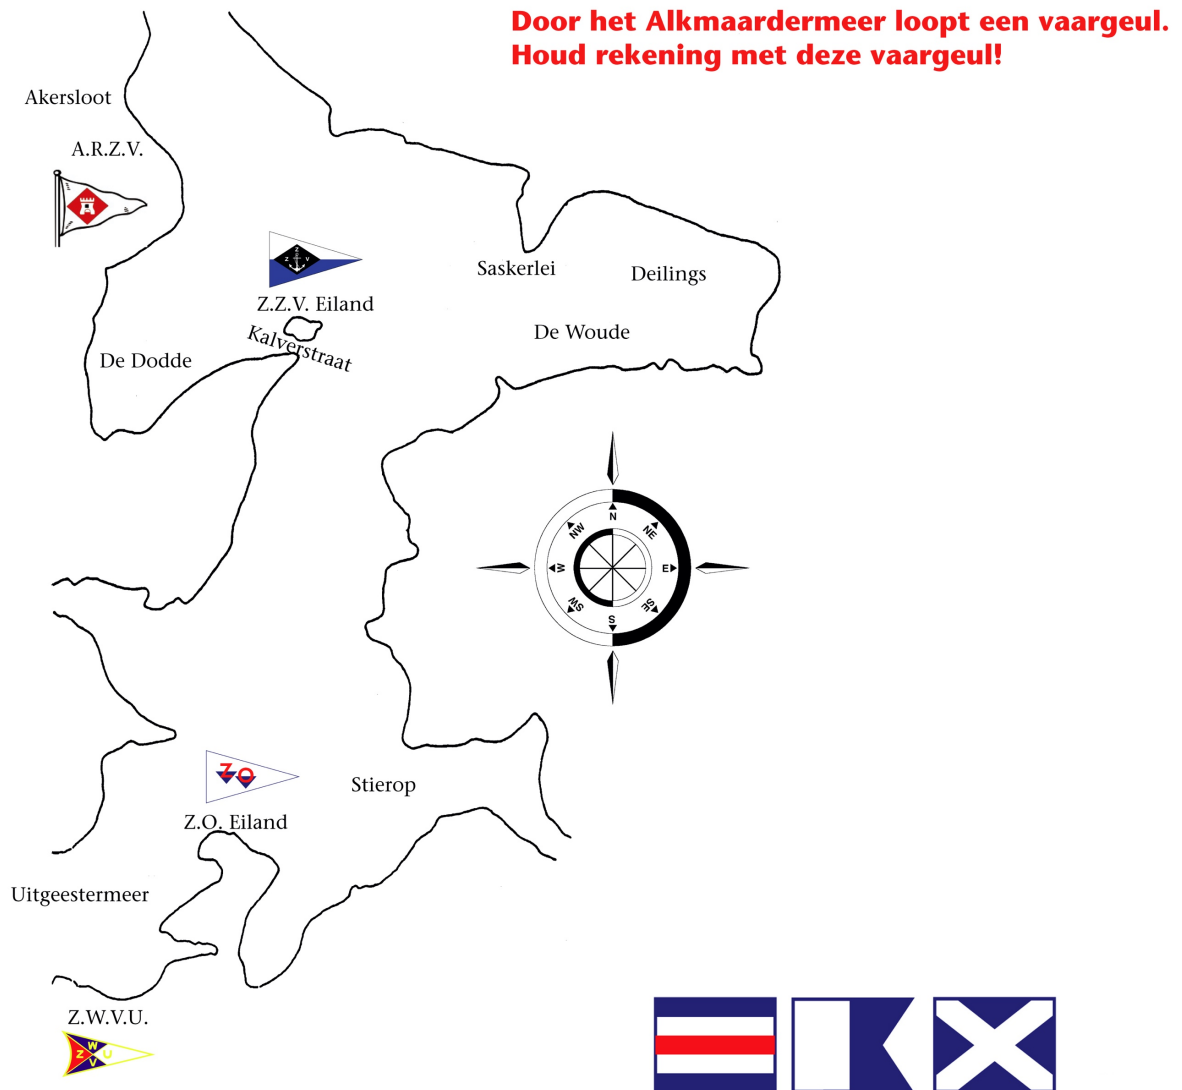 Door het Alkmaardermeer loopt een vaargeul.
Houd rekening met deze vaargeul!
Akersloot
A.R.Z.V.
Z
Z V
Z.Z.V. Eiland
Kalverstraat
De Dodde
Saskerlei
Deilings
De Woude
N
NW NE
W E
SW SE
S
Z O
Stierop
Z.O. Eiland
Uitgeestermeer
Z.W.V.U.
W
Z U
V